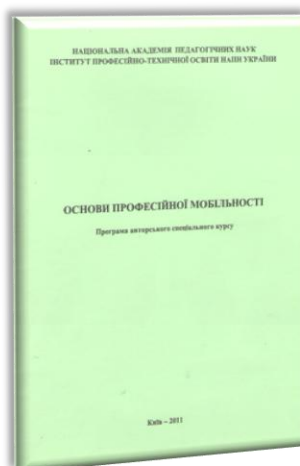 НАЦІОНАЛЬНА АКАДЕМІЯ ПЕДАГОГІЧНИХ НАУК
ІНСТИТУТ ПРОФЕСІЙНО-ТЕХНІЧНОЇ ОСВІТИ НАПН УКРАЇНИ
ОСНОВИ ПРОФЕСІЙНОЇ МОБІЛЬНОСТІ
Програма авторського спеціального курсу
Київ – 2011